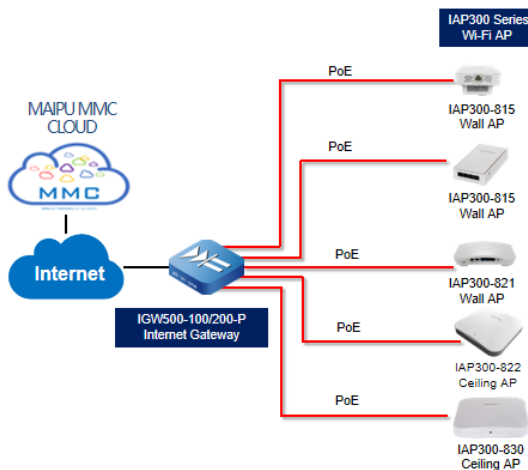 IAP300 Series
Wi-Fi AP
PoE
IAP300-815
Wall AP
MAIPU MMC
CLOUD
MMC
PoE
IAP300-815
Wall AP
Internet
PoE
IAP300-821
Wall AP
IGW500-100/200-P
Internet Gateway
PoE
IAP300-822
Ceiling AP
PoE
IAP300-830
Ceiling AP